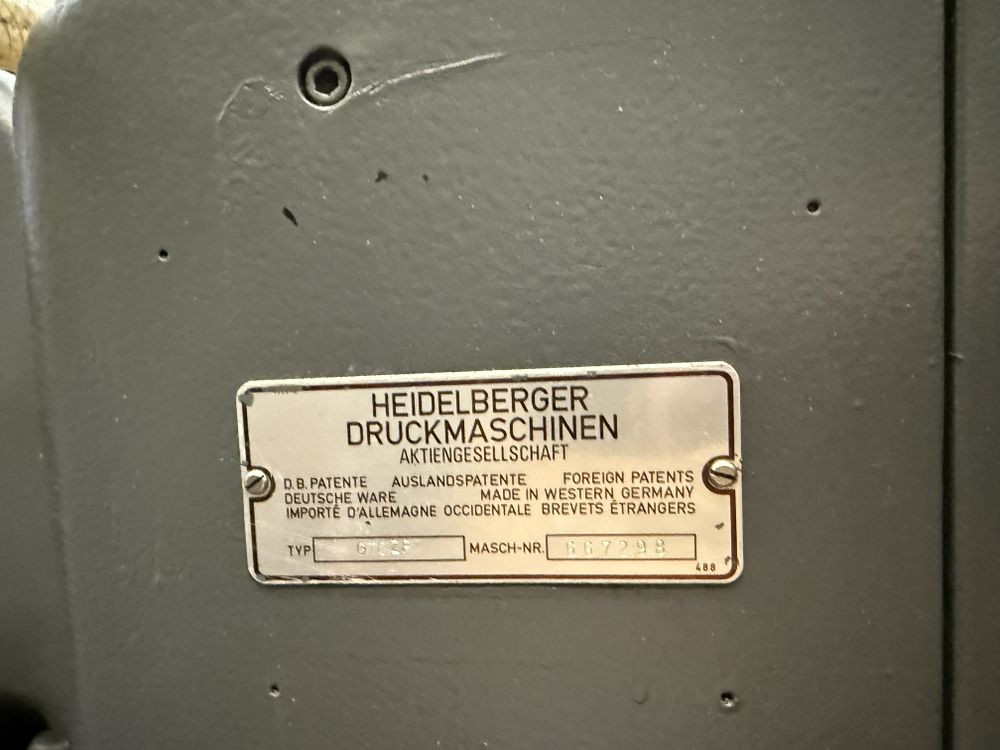 HEIDELBERGER
DRUCKMASCHINEN
AKTIENGESELLSCHAFT
D.B. PATENTE AUSLANDSPATENTE FOREIGN PATENTS
DEUTSCHE WARE MADE IN WESTERN GERMANY
IMPORTÉ D'ALLEMAGNE OCCIDENTALE BREVETS ÉTRANGERS
TYP MASCH-NR. 667298
488